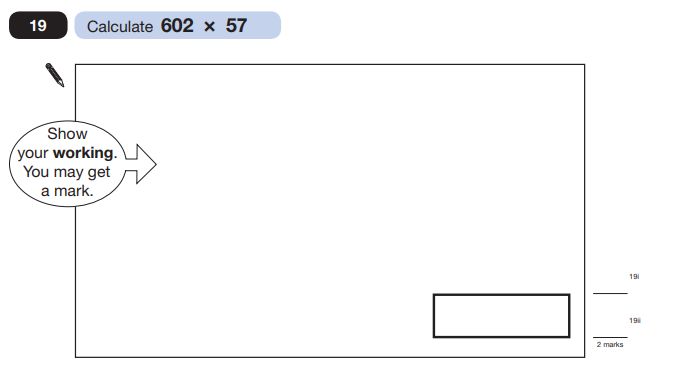 19 Calculate 602 × 57
Show
your working.
You may get
a mark.
19i
19ii
2 marks